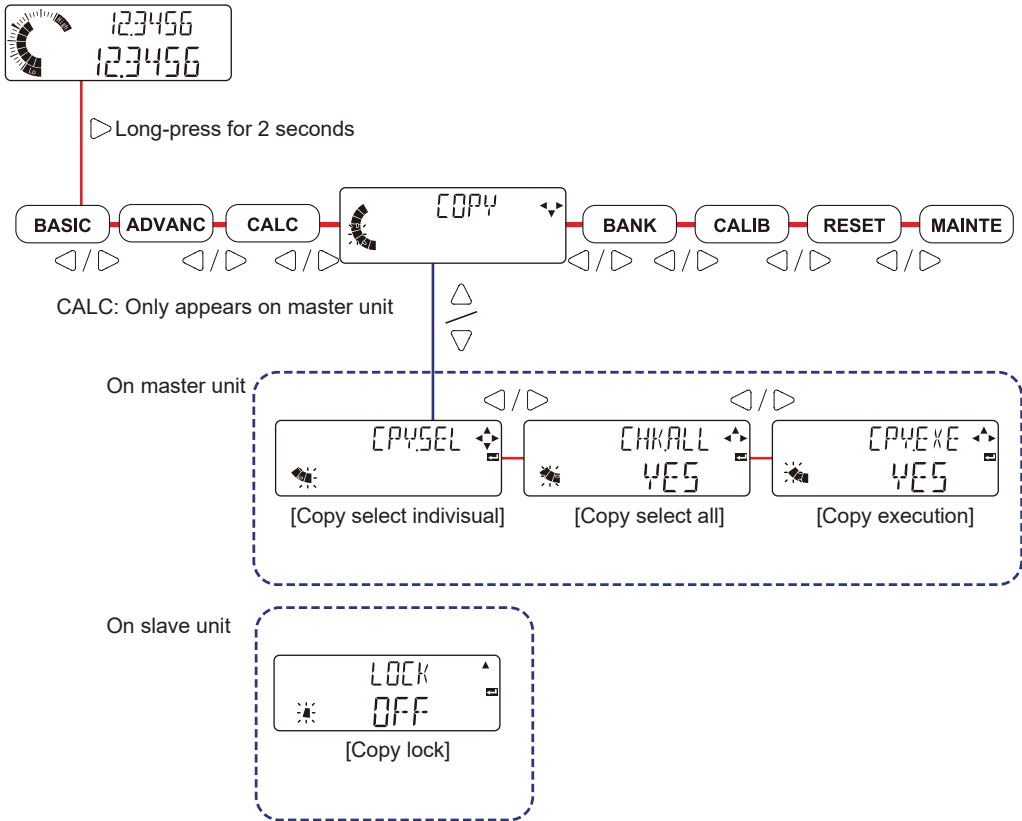 12.3456
12.3456
Long-press for 2 seconds
BASIC ADVANC CALC COPY BANK CALIB RESET MAINTE
CALC: Only appears on master unit
On master unit
CPY.SEL CHK.ALL CPY.EXE
YES YES
[Copy select indivisual] [Copy select all] [Copy execution]
On slave unit
LOCK
OFF
[Copy lock]